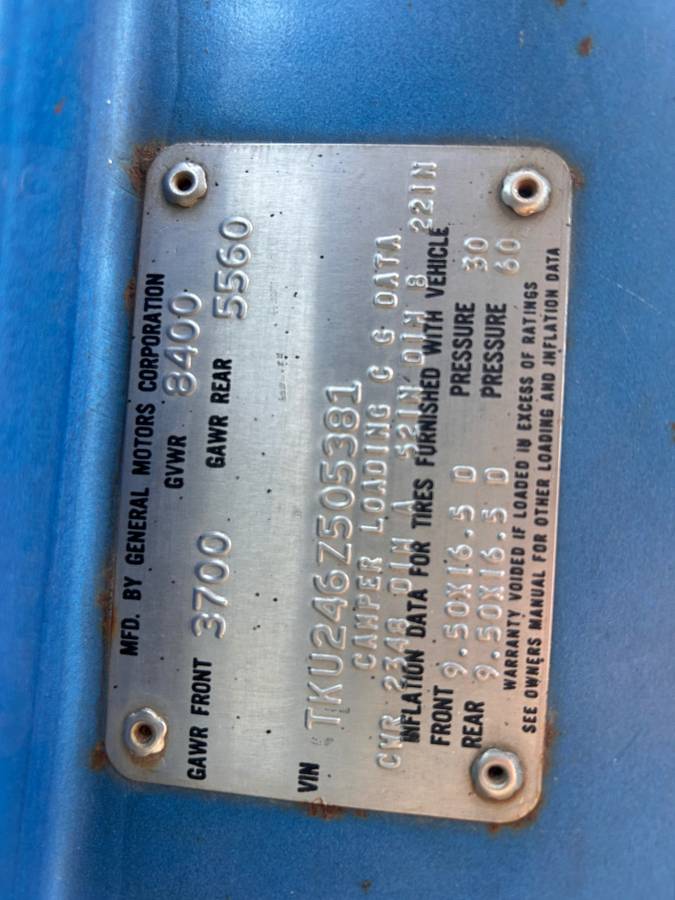 MFD. BY GENERAL MOTORS CORPORATION
GVWR 8400
GAWR FRONT 3700 GAWR REAR 5560
VIN TKU246Z505381
CAMPER LOADING C G DATA
CWR 2348 DIM A 52IN DIM B 22IN
INFLATION DATA FOR TIRES FURNISHED WITH VEHICLE
FRONT 9.50X16.5 D PRESSURE 30
REAR 9.50X16.5 D PRESSURE 60
WARRANTY VOIDED IF LOADED IN EXCESS OF RATINGS
SEE OWNERS MANUAL FOR OTHER LOADING AND INFLATION DATA